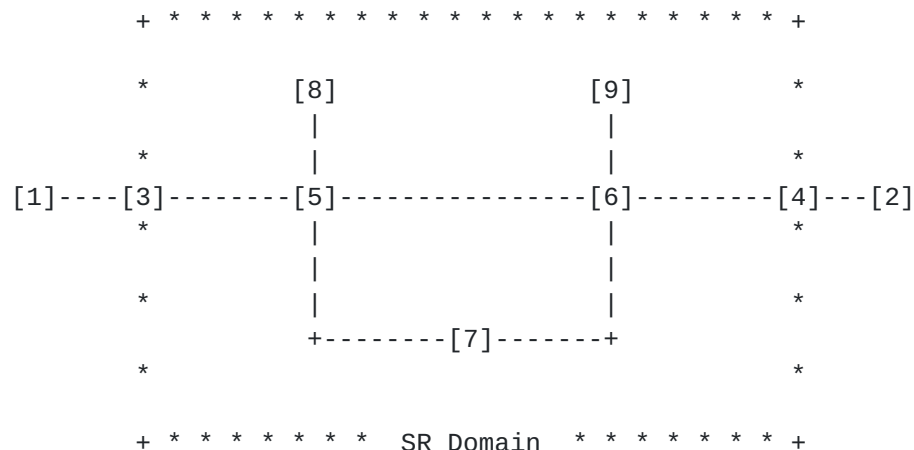 + * * * * * * * * * * * * * * * * * * * * +
* [8] [9] *
| |
* | | *
[1]----[3]--------[5]----------------[6]---------[4]---[2]
* | | *
| |
* | | *
+--------[7]-------+
* *
+ * * * * * * * SR Domain * * * * * * * +